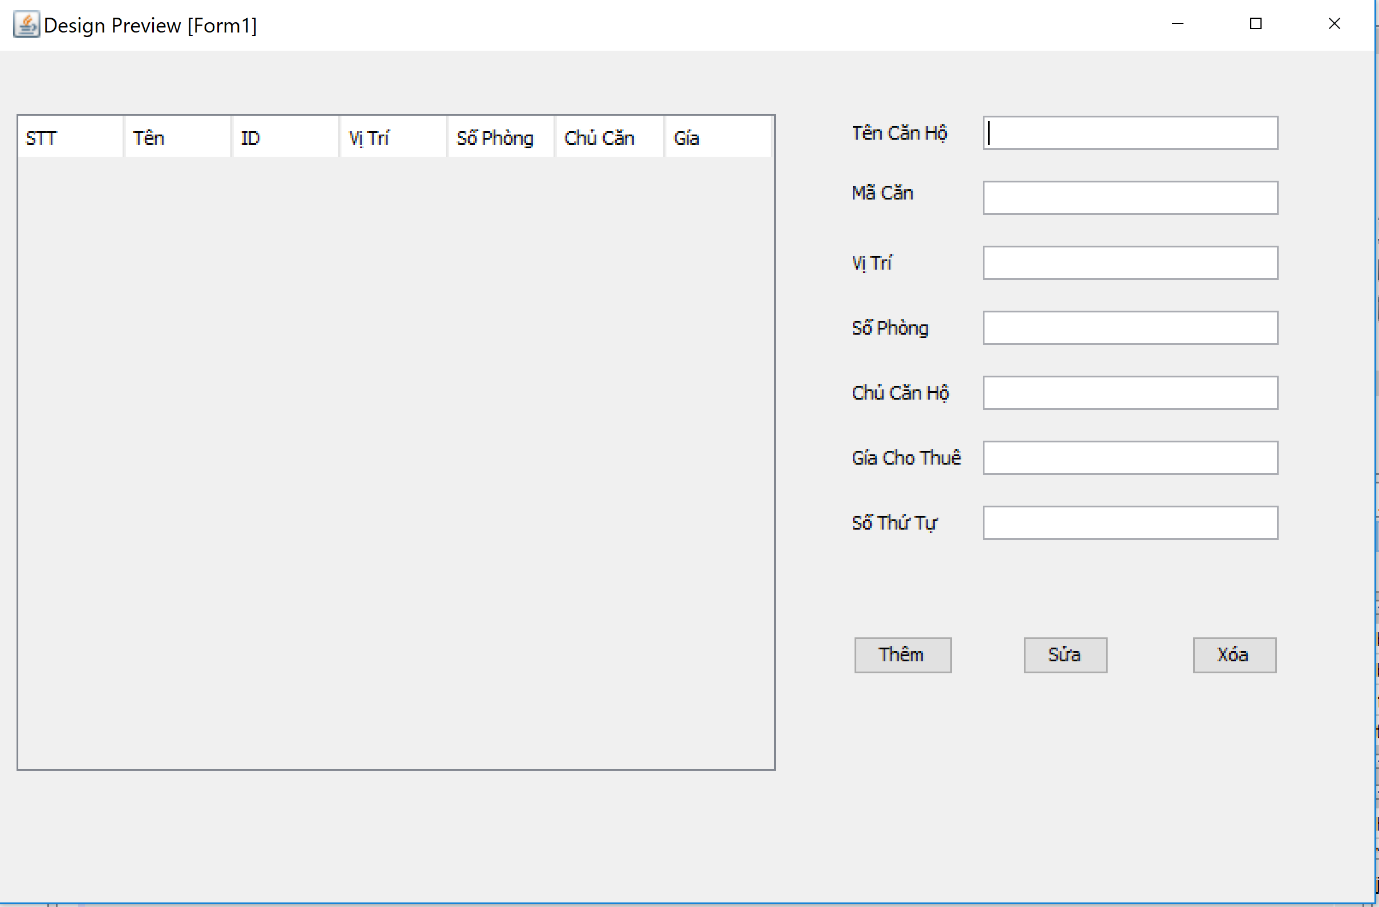 Design Preview [Form1]
STT Tên ID Vị Trí Số Phòng Chủ Căn Gía
Tên Căn Hộ
Mã Căn
Vị Trí
Số Phòng
Chủ Căn Hộ
Gía Cho Thuê
Số Thứ Tự
Thêm Sửa Xóa